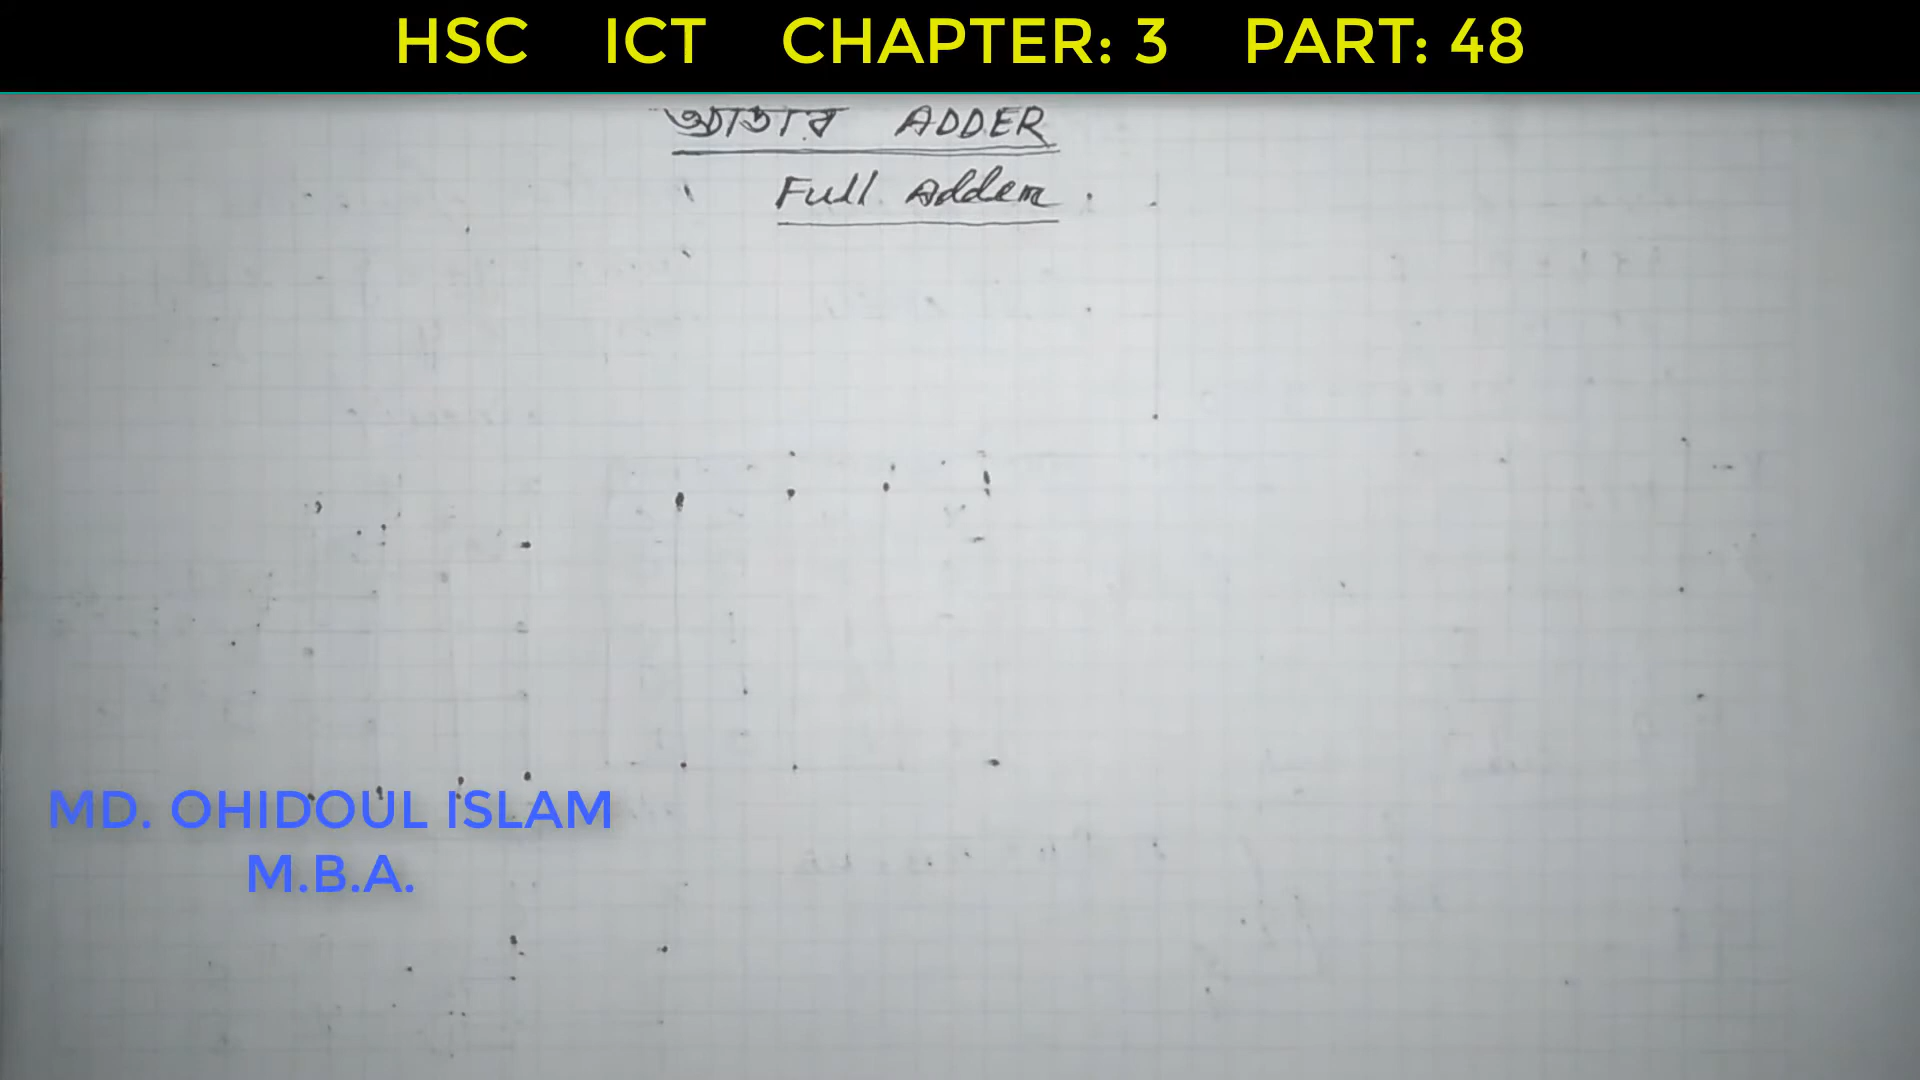 HSC ICT CHAPTER: 3 PART: 48
অ্যাডার ADDER
Full Adder
MD. OHIDOUL ISLAM
M.B.A.